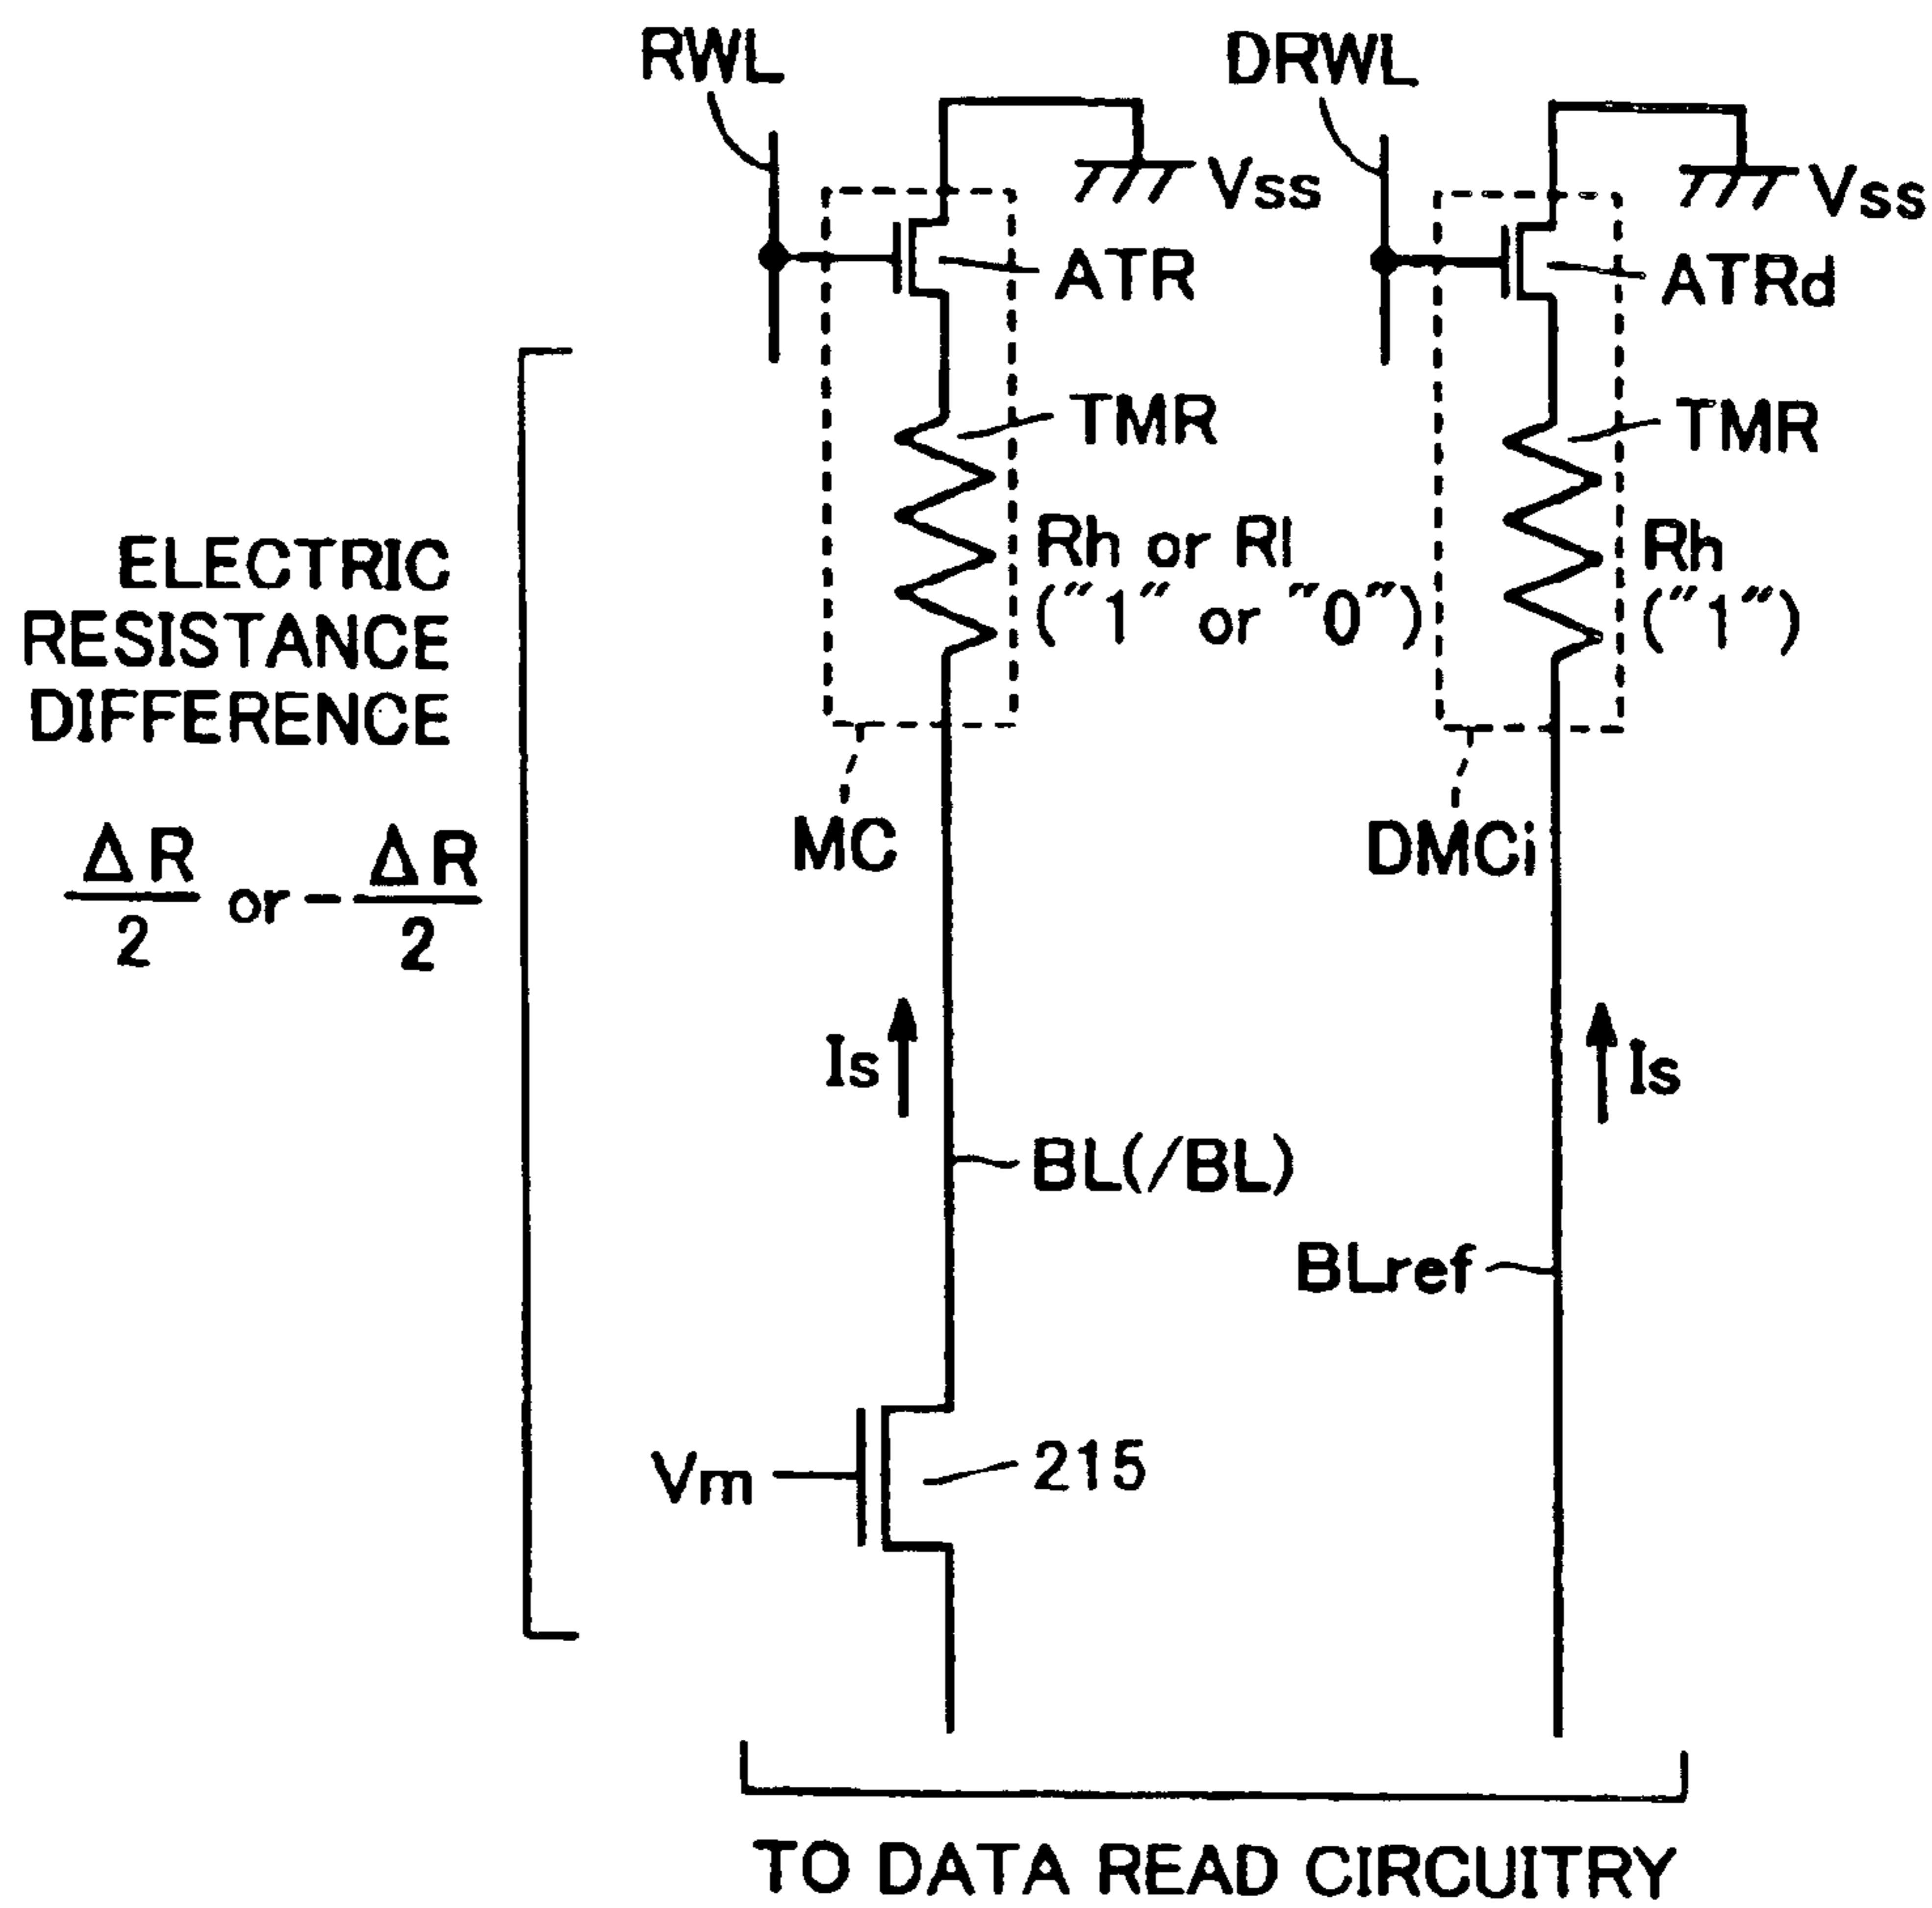 RWL
DRWL
Vss
Vss
ATR
ATRd
TMR
TMR
ELECTRIC
RESISTANCE
DIFFERENCE
ΔR/2 or -ΔR/2
Rh or Rl
("1" or "0")
Rh
("1")
MC
DMCi
Is
Is
BL(/BL)
BLref
Vm
215
TO DATA READ CIRCUITRY